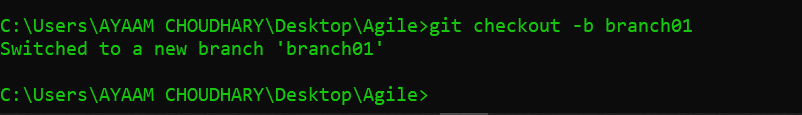 C:\Users\AYAAM CHOUDHARY\Desktop\Agile>git checkout -b branch01
Switched to a new branch 'branch01'
C:\Users\AYAAM CHOUDHARY\Desktop\Agile>